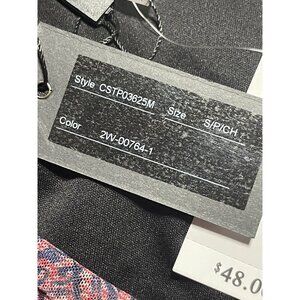 Style CSTP03625M Size S/P/CH
Color 2W-00764-1
$48.0